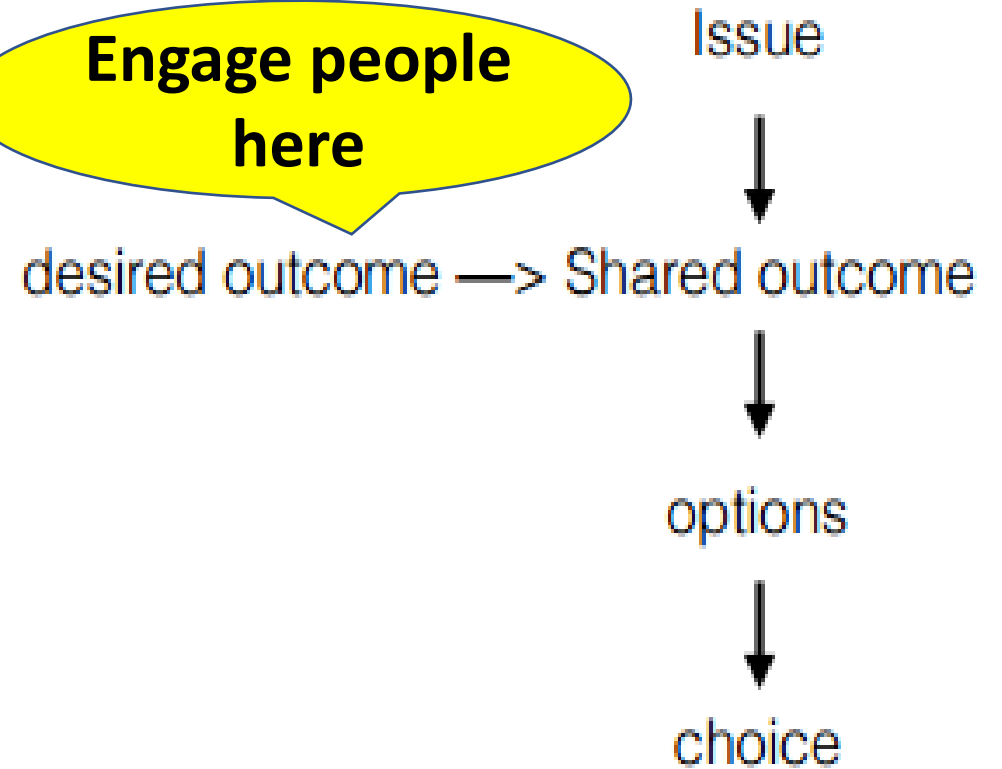 Issue
Engage people
here
desired outcome —> Shared outcome
options
choice